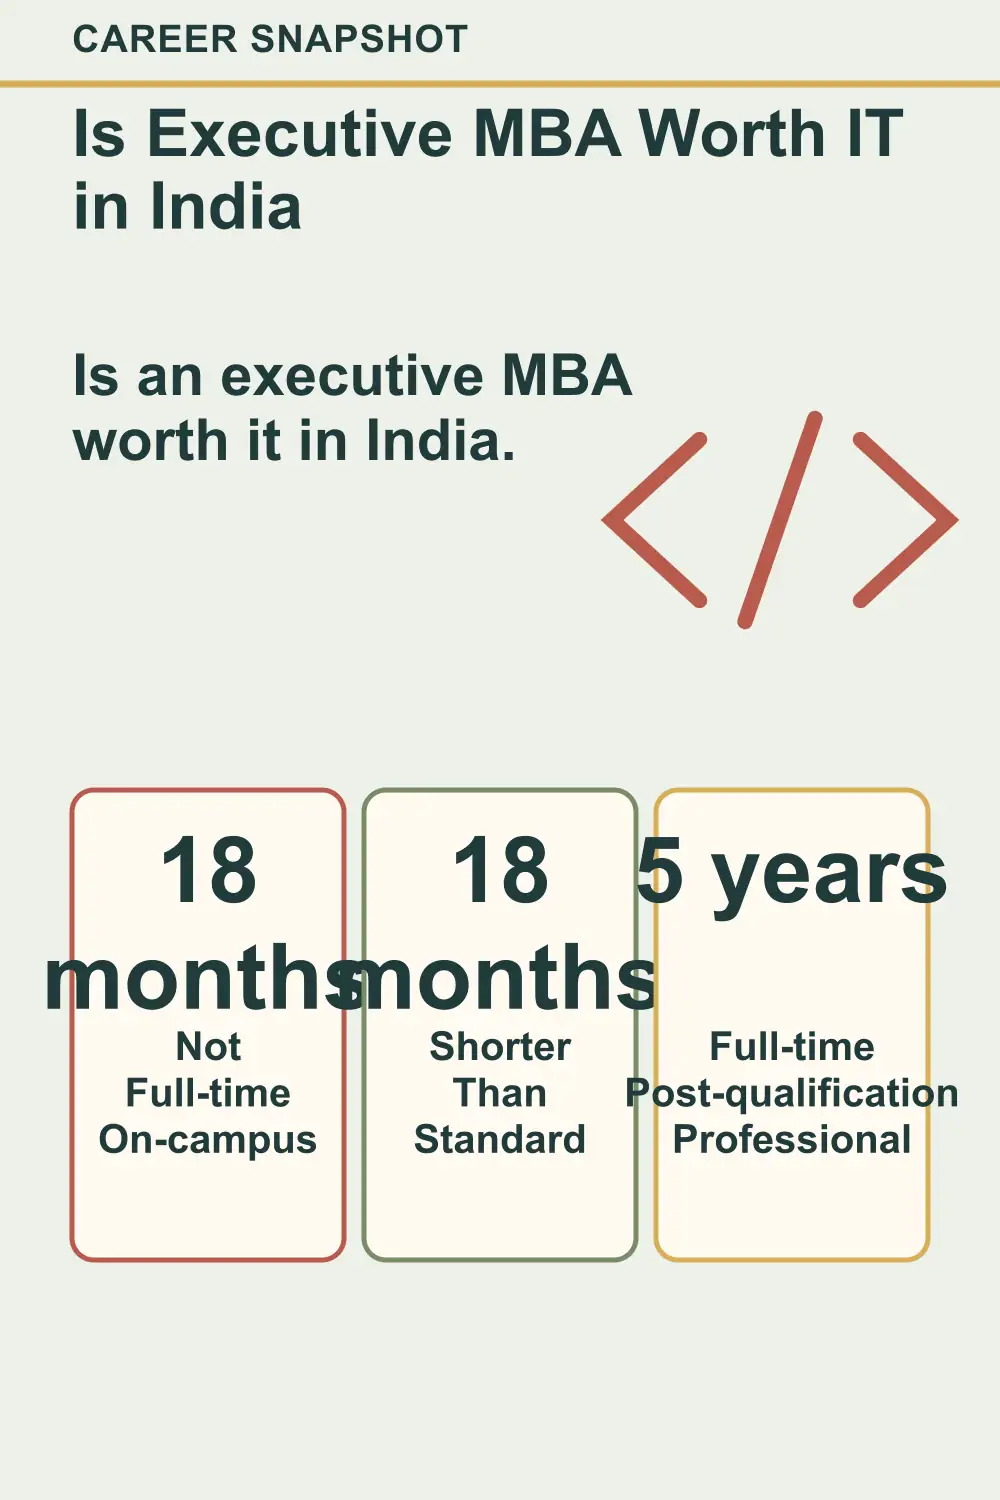 CAREER SNAPSHOT
Is Executive MBA Worth IT
in India
Is an executive MBA
worth it in India.
18
months
Not
Full-time
On-campus
18
months
Shorter
Than
Standard
5 years
Full-time
Post-qualification
Professional